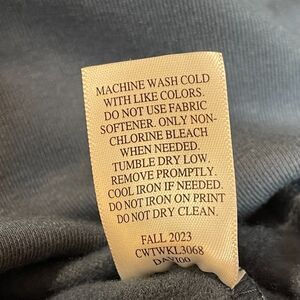 MACHINE WASH COLD
WITH LIKE COLORS.
DO NOT USE FABRIC
SOFTENER. ONLY NON-
CHLORINE BLEACH
WHEN NEEDED.
TUMBLE DRY LOW.
REMOVE PROMPTLY.
COOL IRON IF NEEDED.
DO NOT IRON ON PRINT
DO NOT DRY CLEAN.
FALL 2023
CWTWKL3068
DAY100